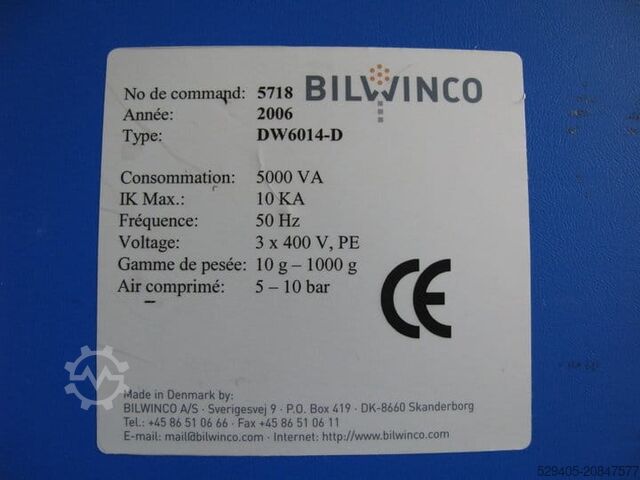 No de command: 5718
BILWINCO
Année: 2006
Type: DW6014-D
Consommation: 5000 VA
IK Max.: 10 KA
Fréquence: 50 Hz
Voltage: 3 x 400 V, PE
Gamme de pesée: 10 g – 1000 g
Air comprimé: 5 – 10 bar
CE
Made in Denmark by:
BILWINCO A/S · Sverigesvej 9 · P.O. Box 419 · DK-8660 Skanderborg
Tel.: +45 86 51 06 66 · Fax +45 86 51 06 11
E-mail: mail@bilwinco.com · Internet: http://www.bilwinco.com
529405-20847577